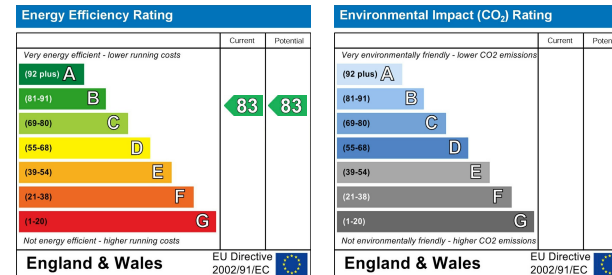 Energy Efficiency Rating
Current Potential
Very energy efficient - lower running costs
(92 plus) A
(81-91) B
83 83
(69-80) C
(55-68) D
(39-54) E
(21-38) F
(1-20) G
Not energy efficient - higher running costs
England & Wales
EU Directive
2002/91/EC
Environmental Impact (CO₂) Rating
Current Poten
Very environmentally friendly - lower CO2 emissions
(92 plus) A
(81-91) B
(69-80) C
(55-68) D
(39-54) E
(21-38) F
(1-20) G
Not environmentally friendly - higher CO2 emissions
England & Wales
EU Directive
2002/91/EC